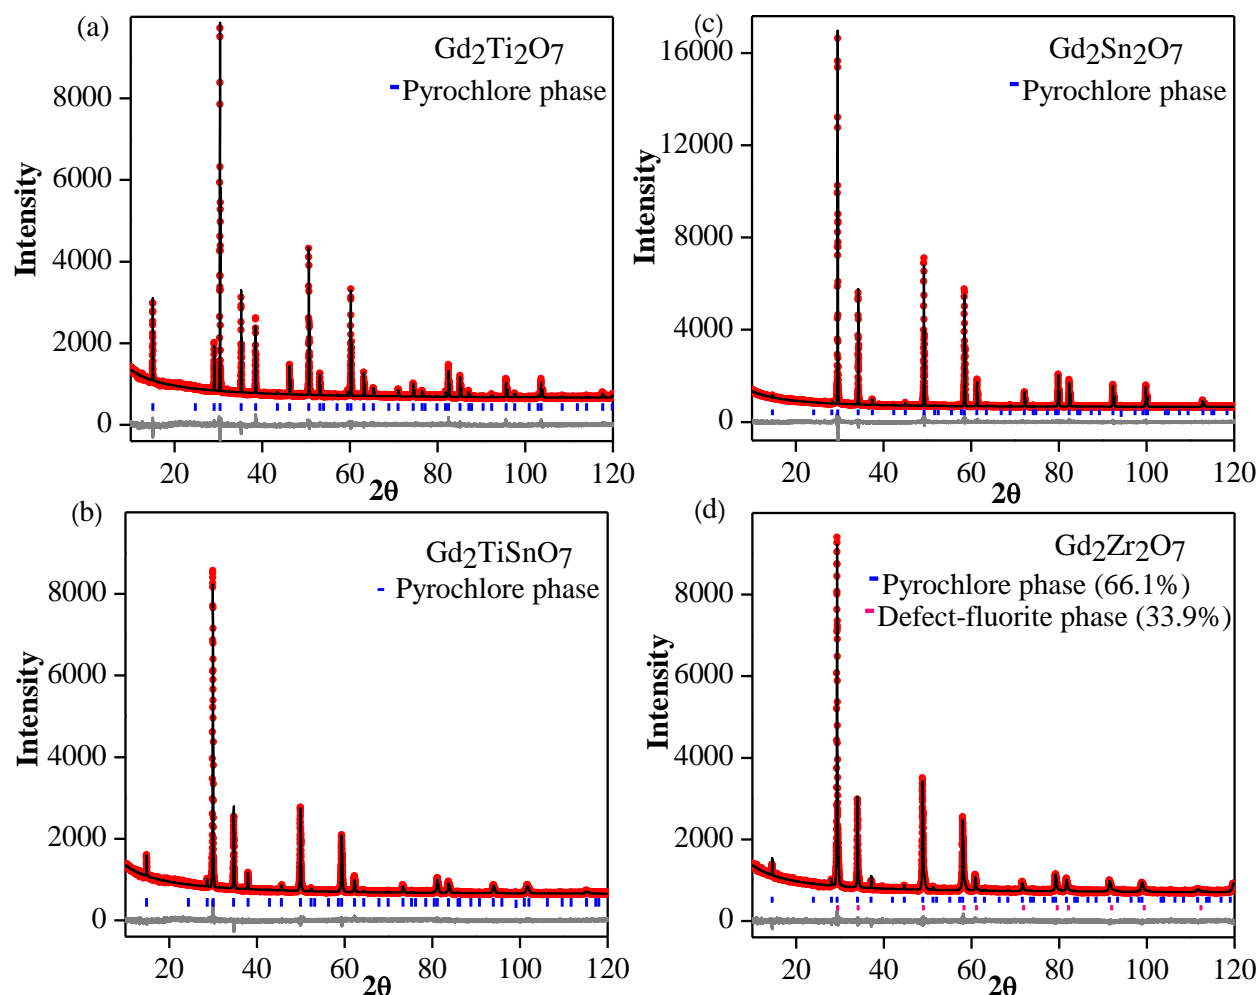 (a)
Gd2Ti2O7
Pyrochlore phase
Intensity
8000
6000
4000
2000
0
20 40 60 80 100 120
2θ
(c)
Gd2Sn2O7
Pyrochlore phase
Intensity
16000
12000
8000
4000
0
20 40 60 80 100 120
2θ
(b)
Gd2TiSnO7
Pyrochlore phase
Intensity
8000
6000
4000
2000
0
20 40 60 80 100 120
2θ
(d)
Gd2Zr2O7
Pyrochlore phase (66.1%)
Defect-fluorite phase (33.9%)
Intensity
8000
6000
4000
2000
0
20 40 60 80 100 120
2θ